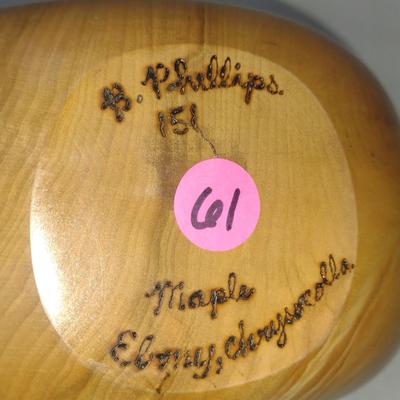 B. Phillips.
151
61
Maple
Ebony, chrysocolla